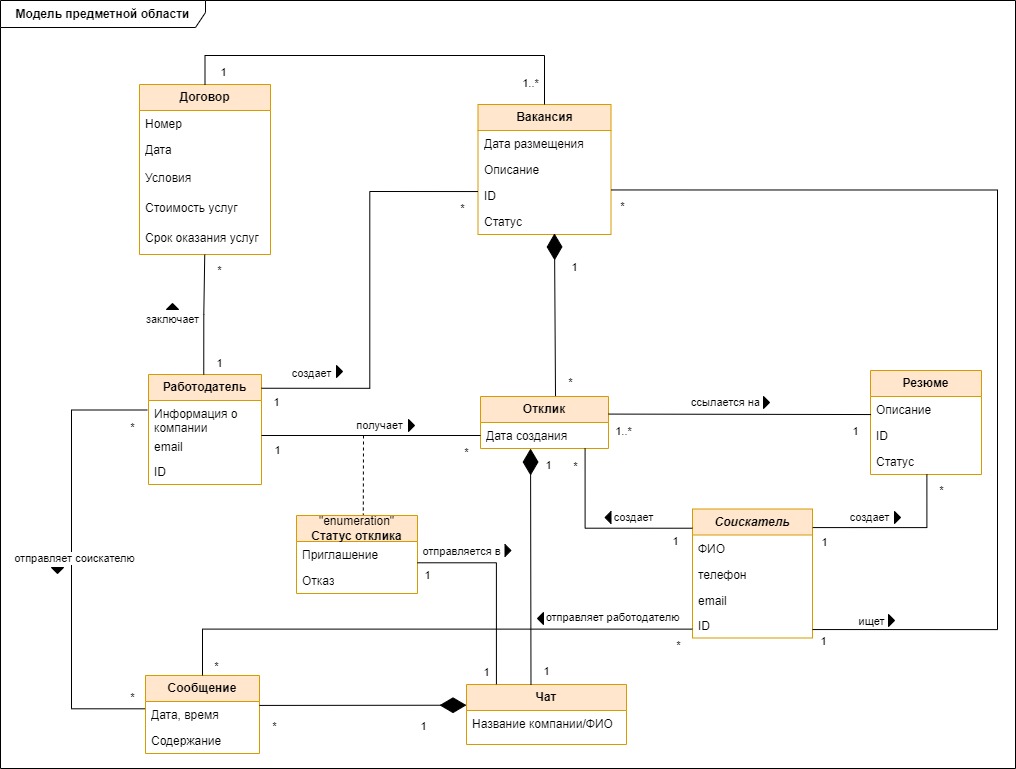 Модель предметной области
1
1..*
Договор
Номер
Дата
Условия
Стоимость услуг
Срок оказания услуг
Вакансия
Дата размещения
Описание
ID
Статус
*
*
*
1
заключает
1
создает
1
*
Работодатель
Информация о
компании
email
ID
*
1
получает
*
Отклик
Дата создания
ссылается на
1..*
1
Резюме
Описание
ID
Статус
*
1
*
"enumeration"
Статус отклика
Приглашение
Отказ
отправляется в
1
создает
1
Соискатель
ФИО
телефон
email
ID
создает
1
отправляет соискателю
отправляет работодателю
*
ищет
1
*
1
1
Сообщение
Дата, время
Содержание
*
*
1
Чат
Название компании/ФИО